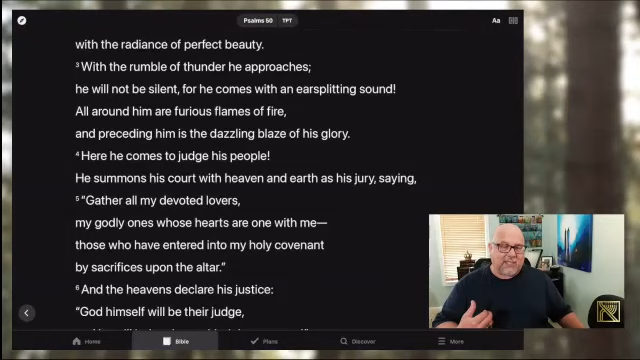 Psalms 50 TPT Aa
with the radiance of perfect beauty.
3 With the rumble of thunder he approaches;
he will not be silent, for he comes with an earsplitting sound!
All around him are furious flames of fire,
and preceding him is the dazzling blaze of his glory.
4 Here he comes to judge his people!
He summons his court with heaven and earth as his jury, saying,
5 “Gather all my devoted lovers,
my godly ones whose hearts are one with me—
those who have entered into my holy covenant
by sacrifices upon the altar.”
6 And the heavens declare his justice:
“God himself will be their judge,
Home Bible Plans Discover More